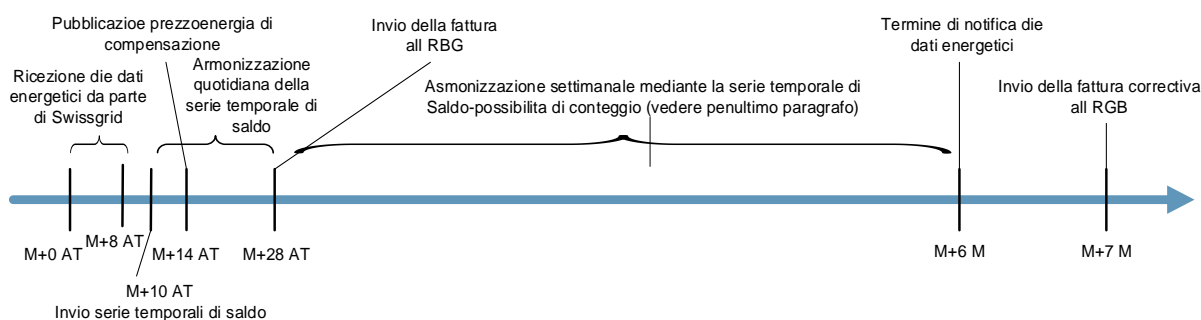 Pubblicazioe prezzoenergia di
compensazione
Invio della fattura
all RBG
Termine di notifica die
dati energetici
Ricezione die dati
energetici da parte
di Swissgrid
Armonizzazione
quotidiana della
serie temporale di
saldo
Asmonizzazione settimanale mediante la serie temporale di
Saldo-possibilita di conteggio (vedere penultimo paragrafo)
Invio della fattura correctiva
all RGB
M+0 AT
M+8 AT
M+14 AT
M+28 AT
M+6 M
M+7 M
M+10 AT
Invio serie temporali di saldo